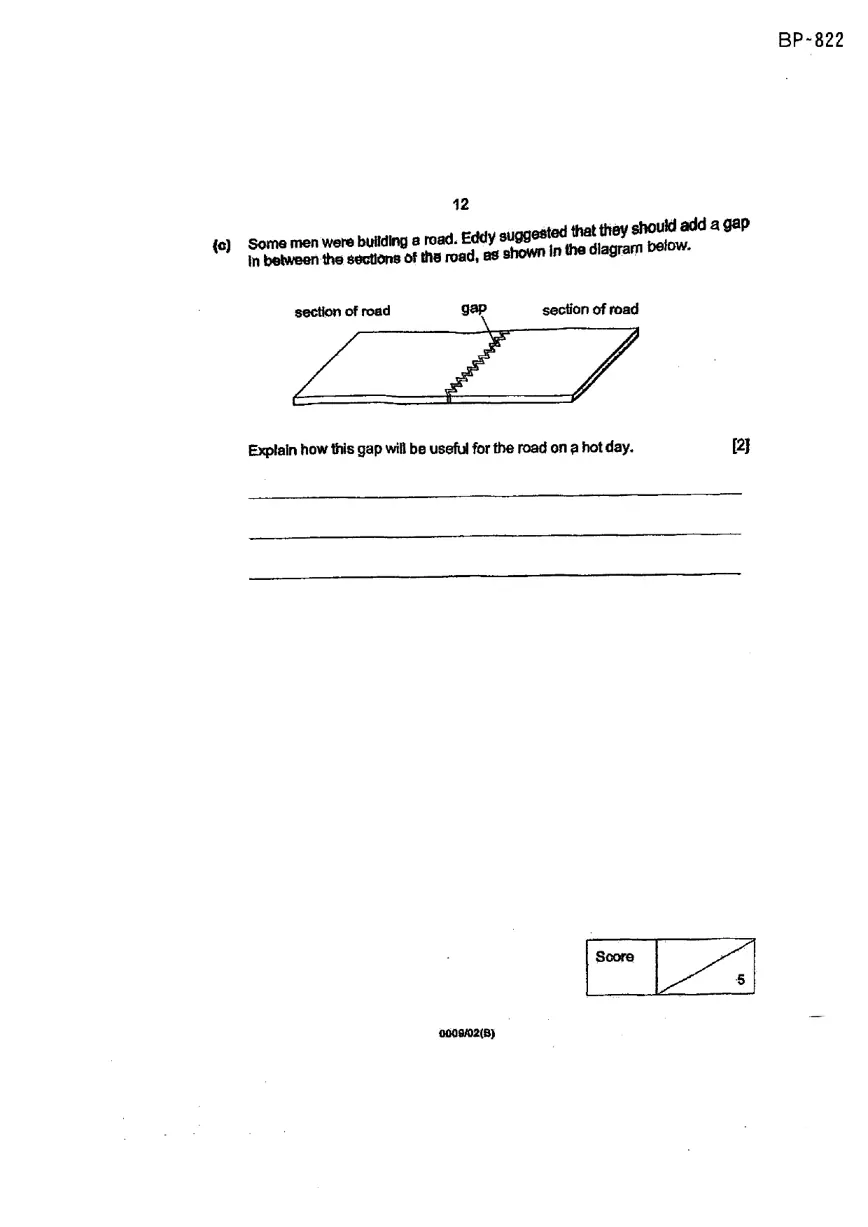 BP-822
12
(c) Some men were building a road. Eddy suggested that they should add a gap
in between the sections of the road, as shown in the diagram below.
section of road gap section of road
Explain how this gap will be useful for the road on a hot day. [2]
Score
5
0009/02(B)